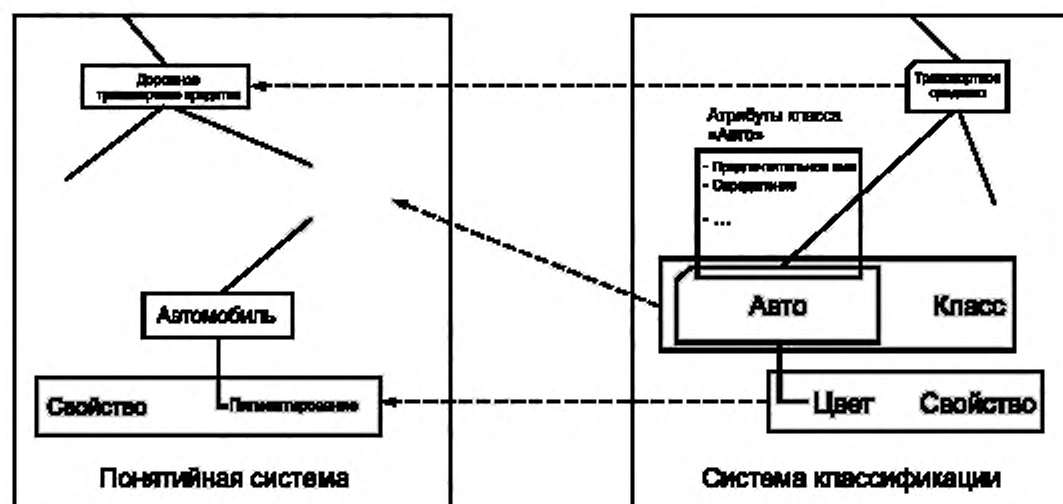 Дорожное
транспортное средство
Автомобиль
Свойство
Пигментирование
Понятийная система
Транспортное
средство
Атрибуты класса
«Авто»
- Предпочтительное имя
- Определение
- ...
Авто
Класс
Цвет
Свойство
Система классификации